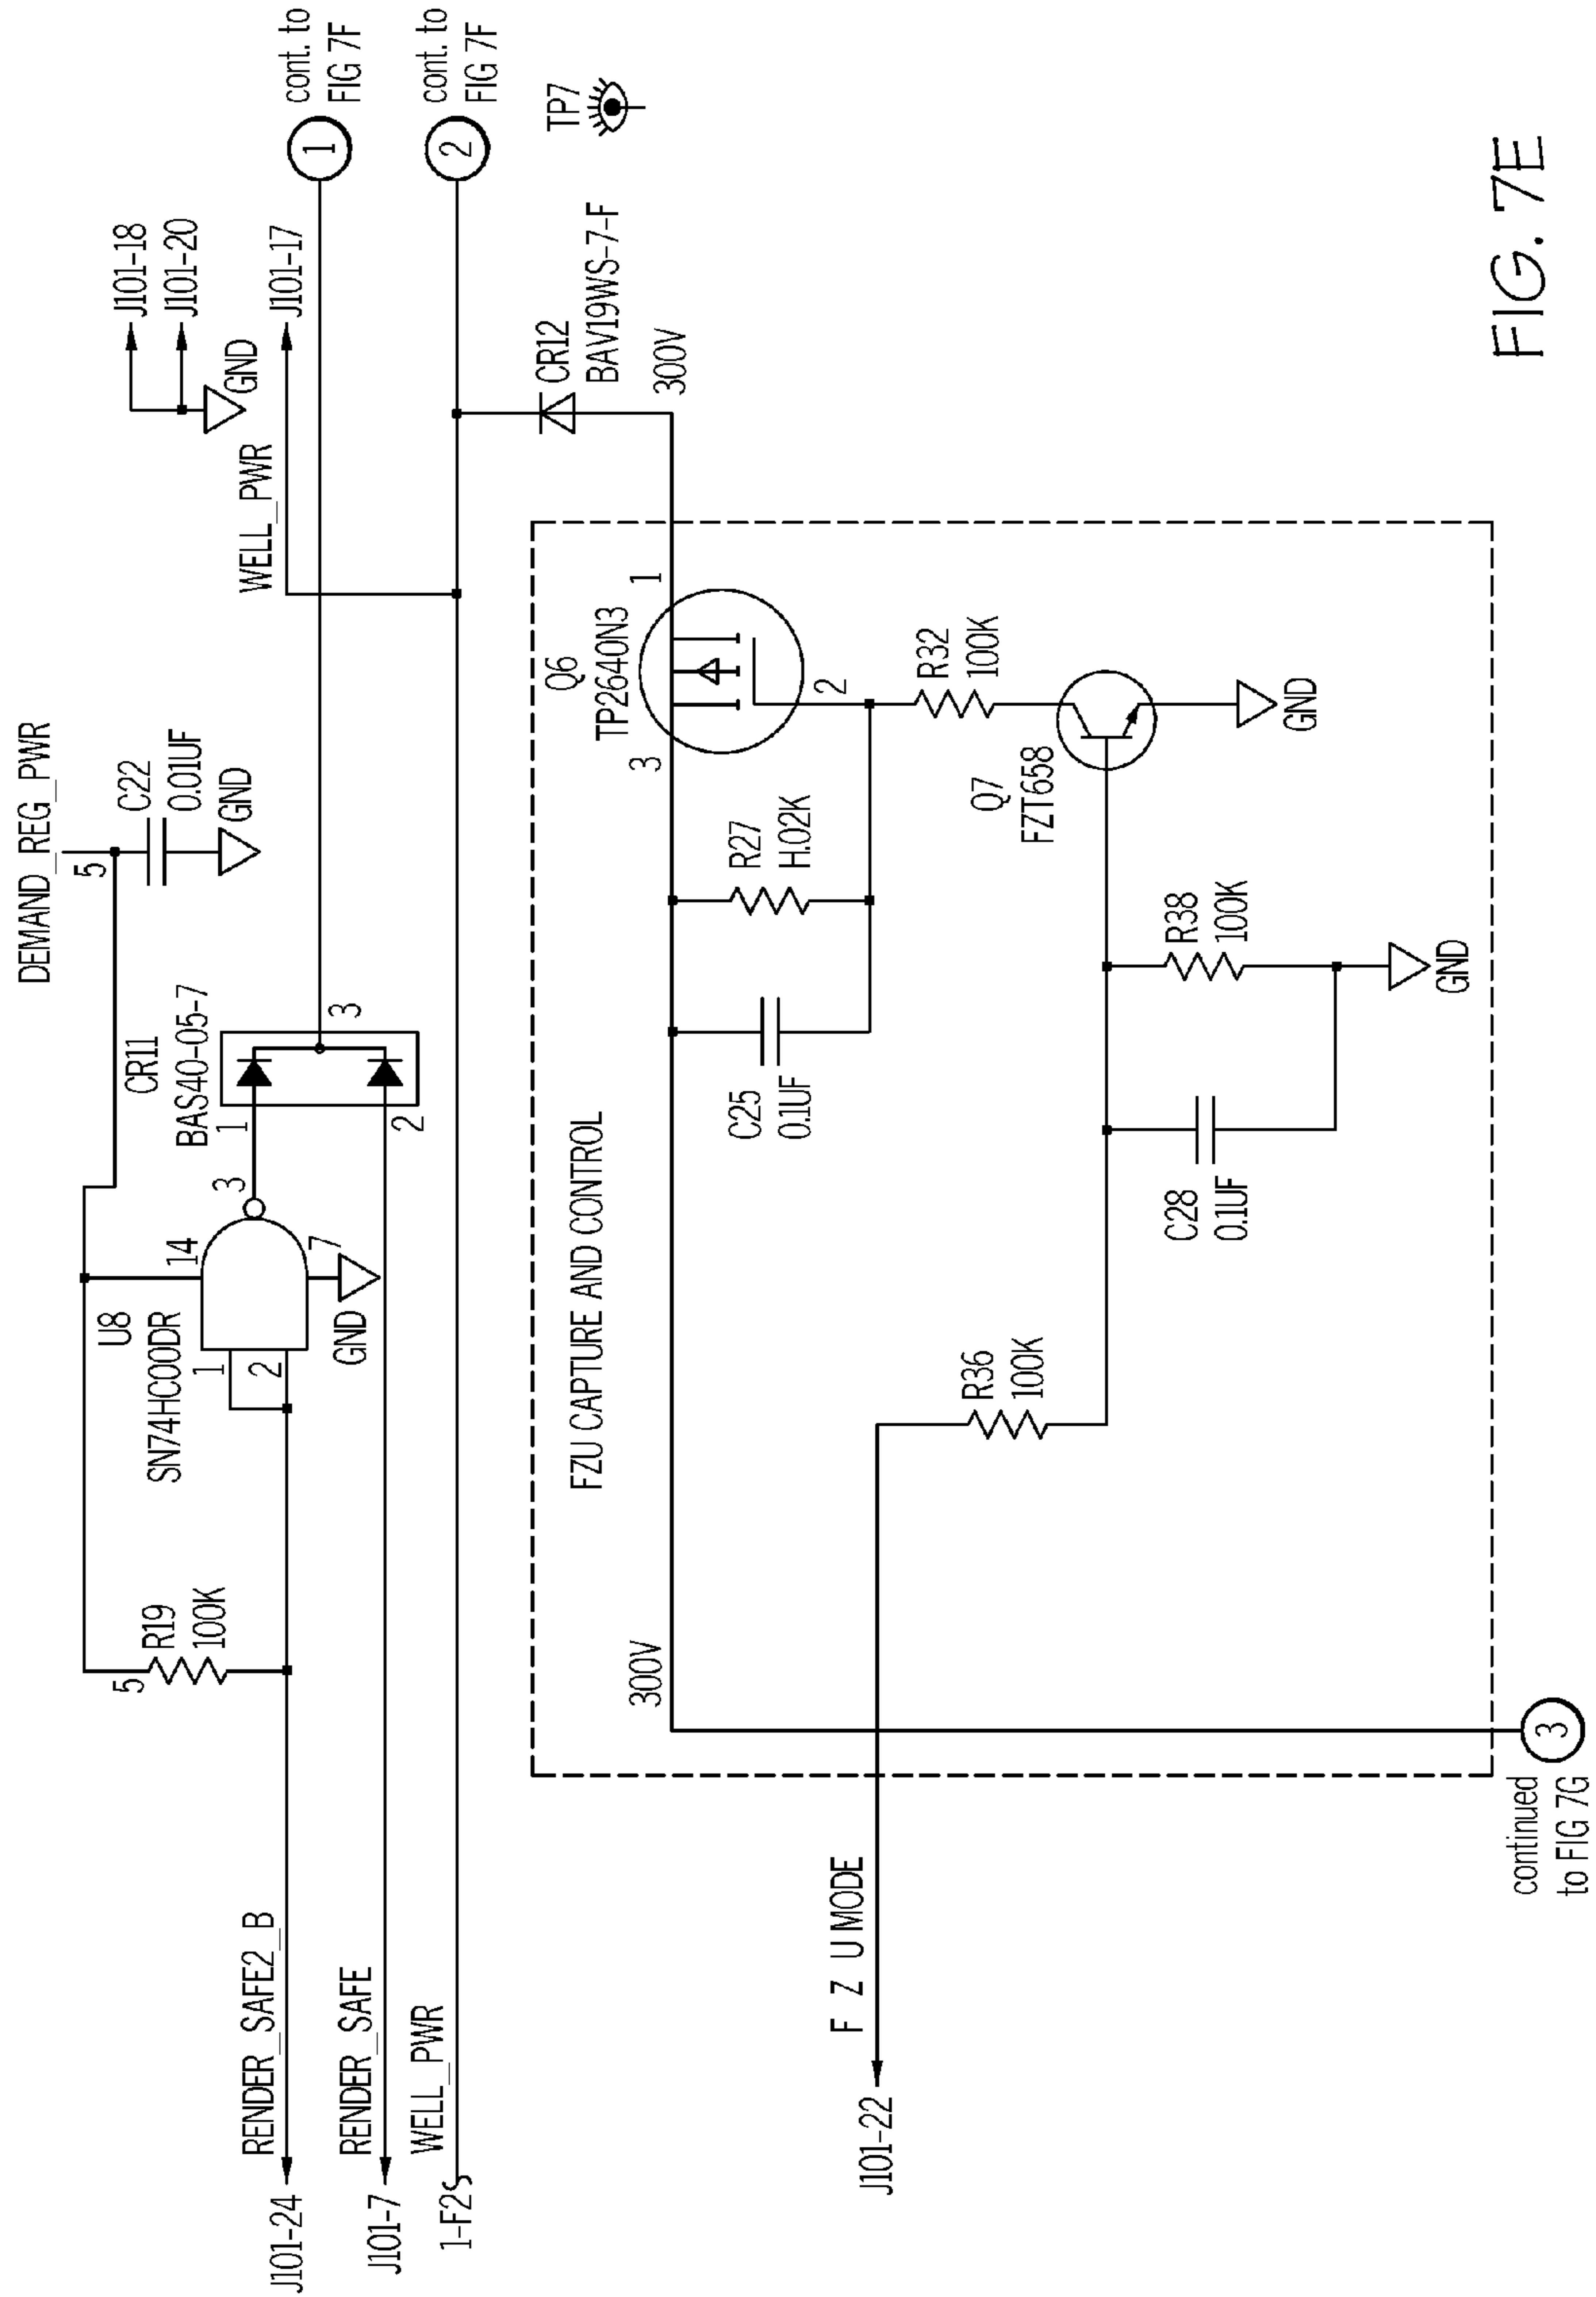 DEMAND_REG_PWR
5
C22
0.01UF
GND
J101-18
J101-20
GND
J101-17
WELL_PWR
cont. to
FIG 7F
1
cont. to
FIG 7F
2
TP7
5
R19
100K
U8
SN74HC00DR
1
2
14
3
7
GND
CR11
BAS40-05-7
1
2
3
RENDER_SAFE2_B
J101-24
RENDER_SAFE
J101-7
WELL_PWR
1-F2
CR12
BAV19WS-7-F
300V
FZU CAPTURE AND CONTROL
300V
Q6
TP2640N3
3
1
2
C25
0.1UF
R27
H.02K
R32
100K
Q7
FZT658
GND
F Z U MODE
J101-22
R36
100K
C28
0.1UF
R38
100K
GND
continued
to FIG 7G
3
FIG. 7E